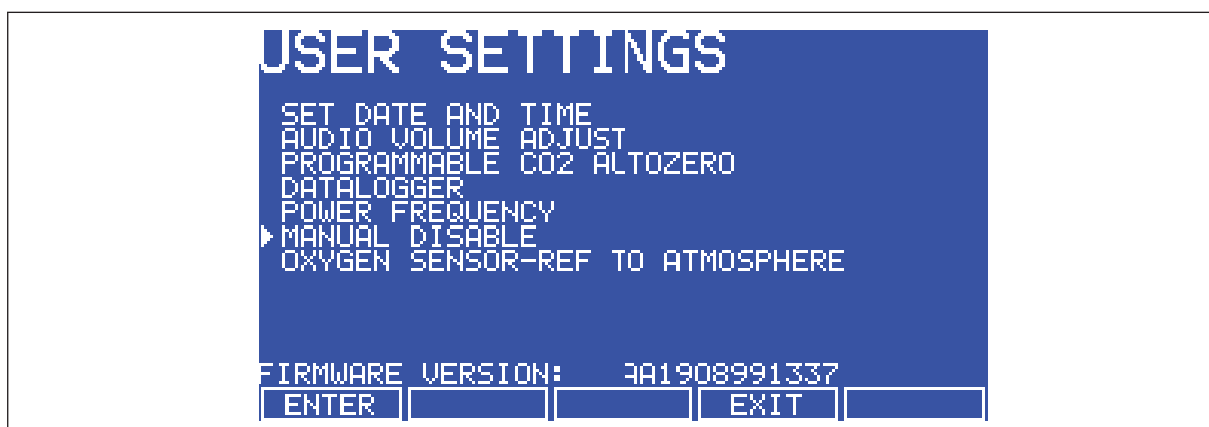 USER SETTINGS
SET DATE AND TIME
AUDIO VOLUME ADJUST
PROGRAMMABLE CO2 ALTOZERO
DATALOGGER
POWER FREQUENCY
MANUAL DISABLE
OXYGEN SENSOR-REF TO ATMOSPHERE
FIRMWARE VERSION: AA1908991337
ENTER EXIT